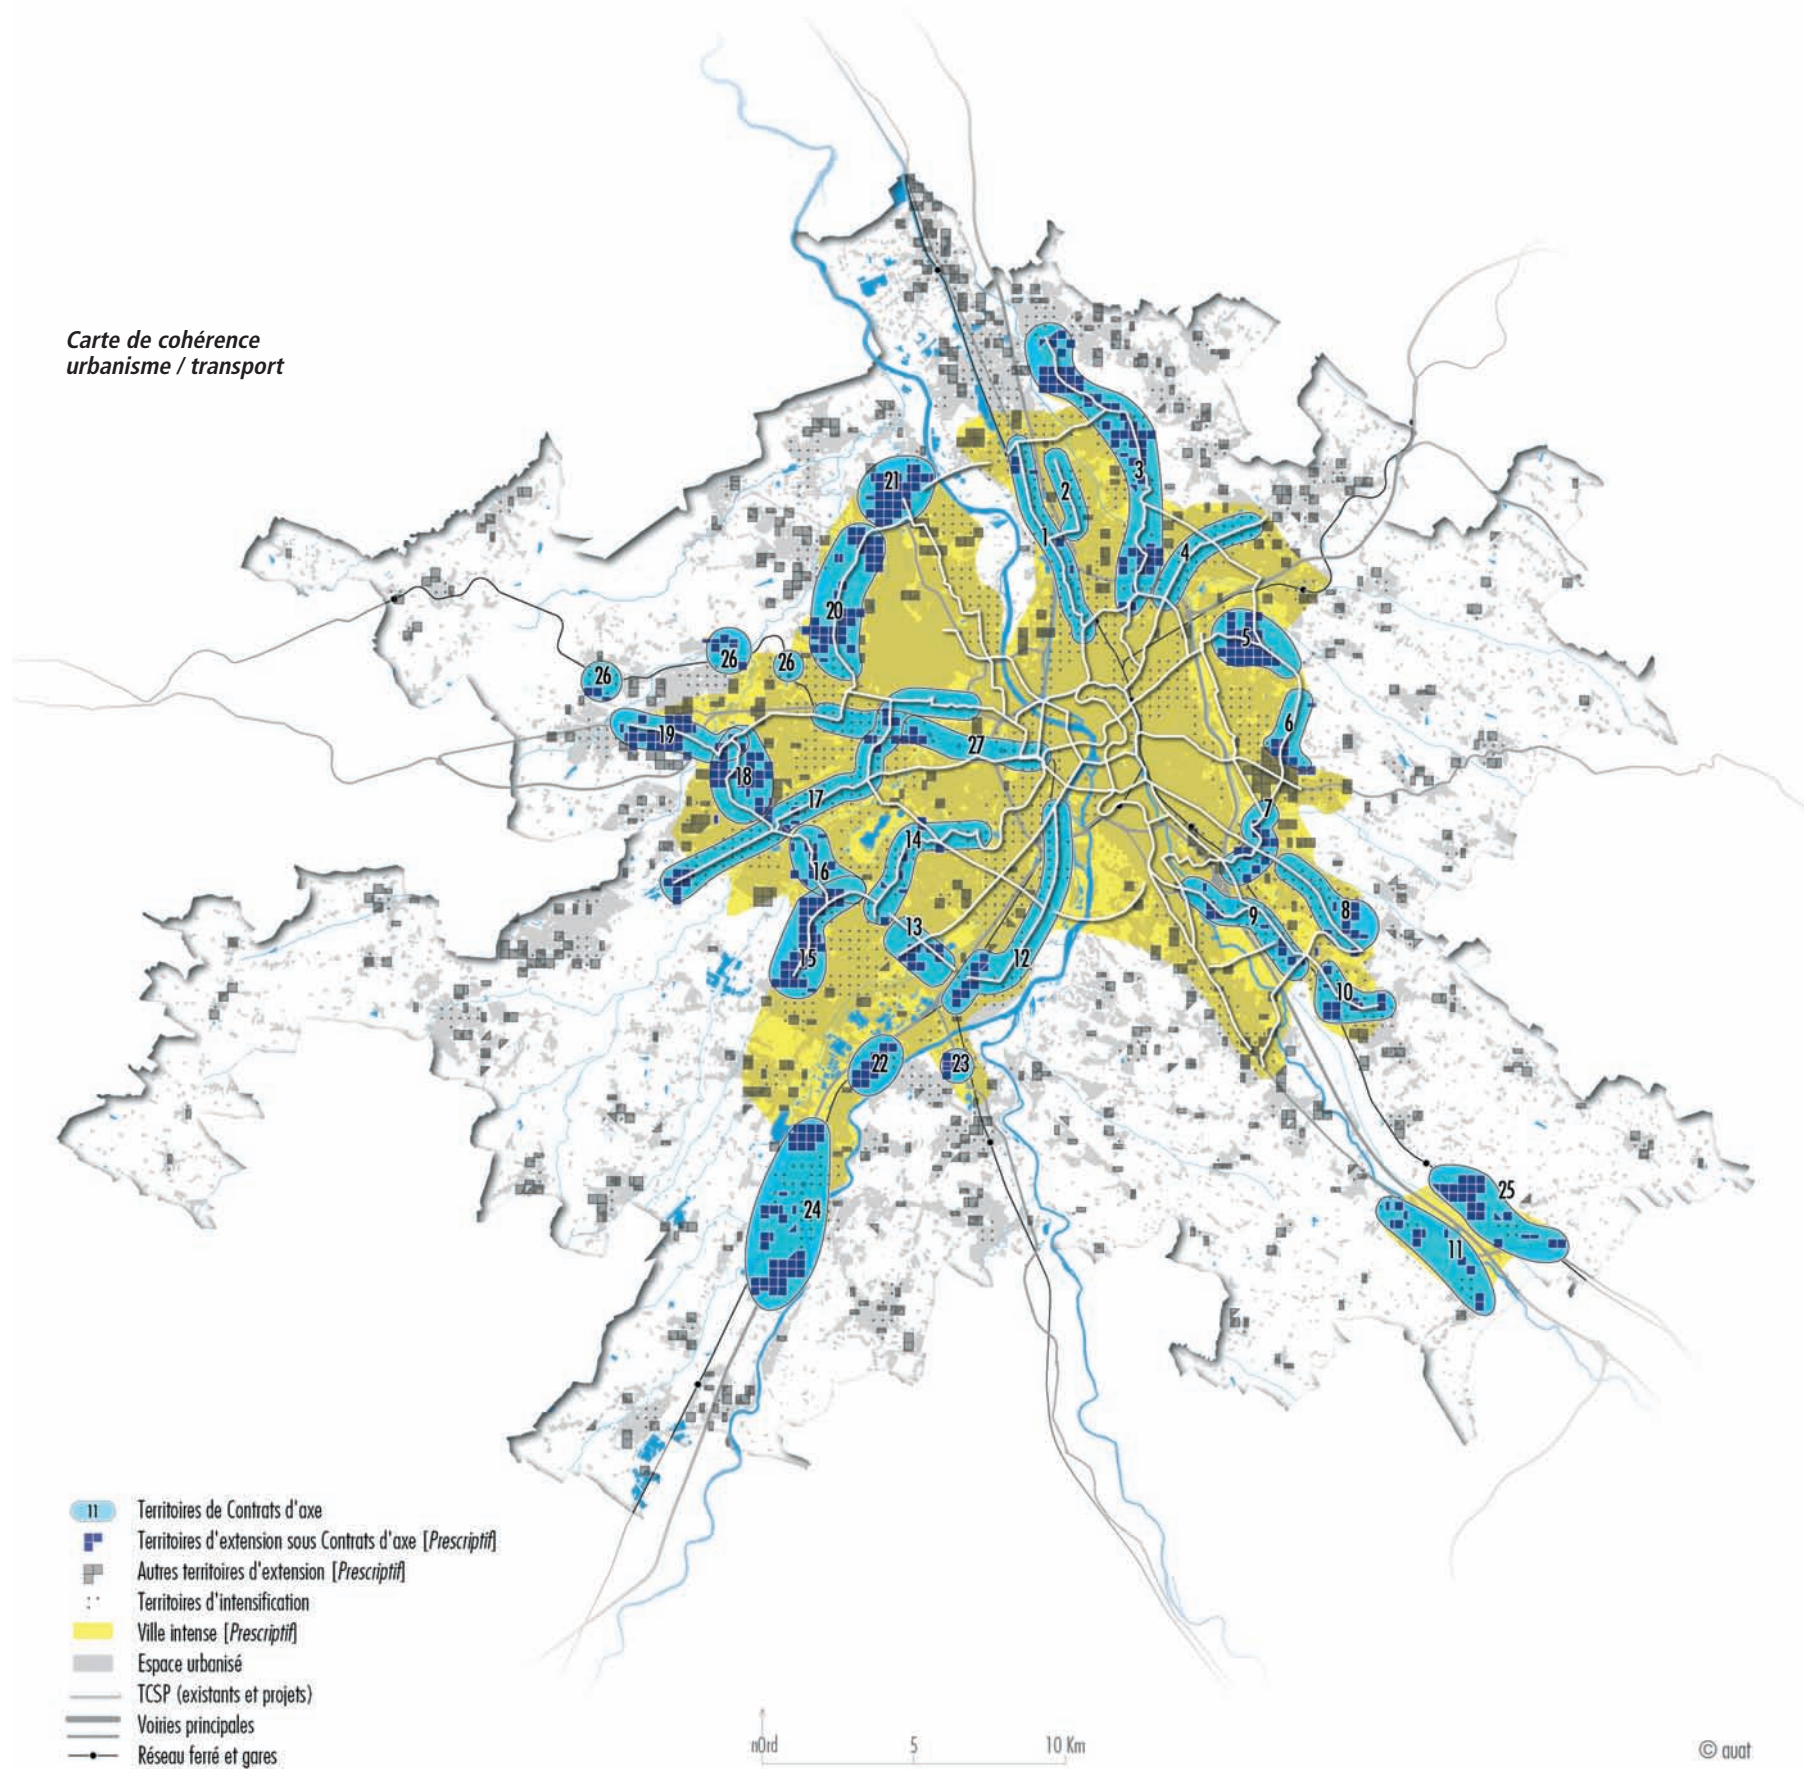 Carte de cohérence
urbanisme / transport
21
3
2
1
4
20
5
26
26
26
6
19
27
18
17
7
14
16
8
9
13
15
12
10
22
23
24
25
11
11 Territoires de Contrats d'axe
Territoires d'extension sous Contrats d'axe [Prescriptif]
Autres territoires d'extension [Prescriptif]
Territoires d'intensification
Ville intense [Prescriptif]
Espace urbanisé
TCSP (existants et projets)
Voiries principales
Réseau ferré et gares
nOrd 5 10 Km
© auat